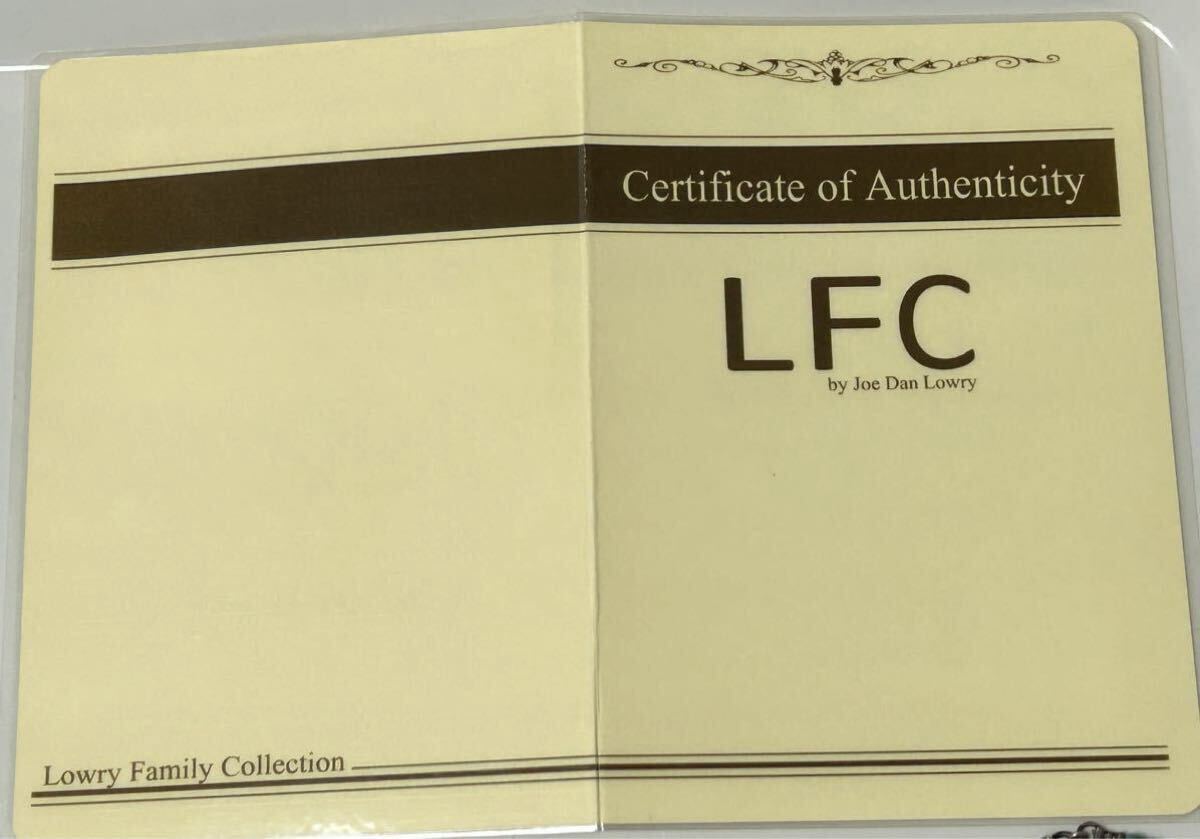 Certificate of Authenticity
LFC
by Joe Dan Lowry
Lowry Family Collection